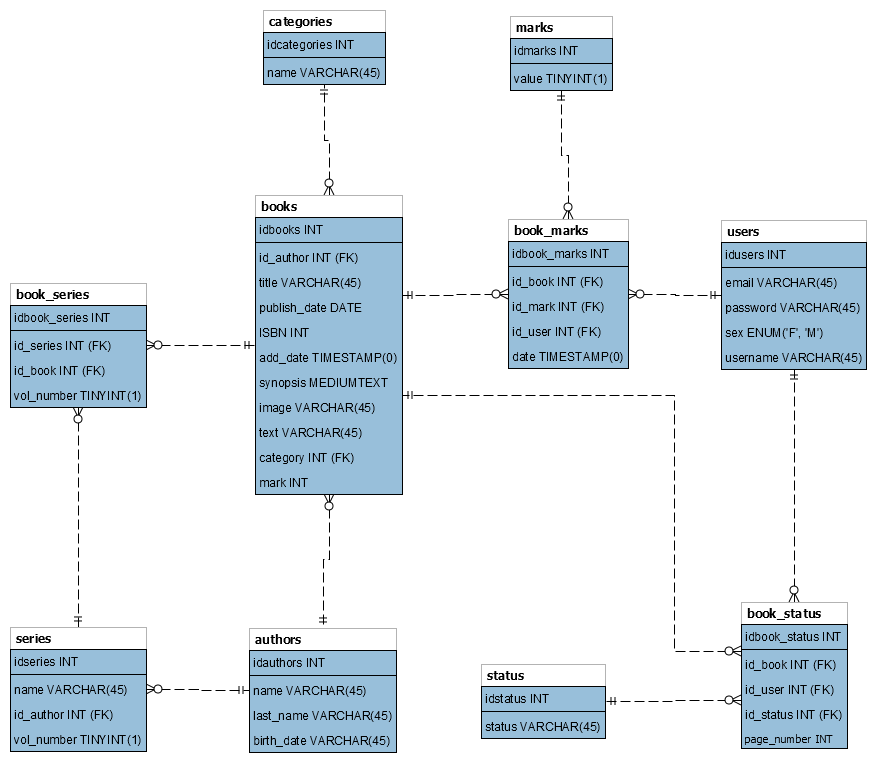 categories
idcategories INT
name VARCHAR(45)
marks
idmarks INT
value TINYINT(1)
books
idbooks INT
id_author INT (FK)
title VARCHAR(45)
publish_date DATE
ISBN INT
add_date TIMESTAMP(0)
synopsis MEDIUMTEXT
image VARCHAR(45)
text VARCHAR(45)
category INT (FK)
mark INT
book_marks
idbook_marks INT
id_book INT (FK)
id_mark INT (FK)
id_user INT (FK)
date TIMESTAMP(0)
users
idusers INT
email VARCHAR(45)
password VARCHAR(45)
sex ENUM('F', 'M')
username VARCHAR(45)
book_series
idbook_series INT
id_series INT (FK)
id_book INT (FK)
vol_number TINYINT(1)
series
idseries INT
name VARCHAR(45)
id_author INT (FK)
vol_number TINYINT(1)
authors
idauthors INT
name VARCHAR(45)
last_name VARCHAR(45)
birth_date VARCHAR(45)
status
idstatus INT
status VARCHAR(45)
book_status
idbook_status INT
id_book INT (FK)
id_user INT (FK)
id_status INT (FK)
page_number INT